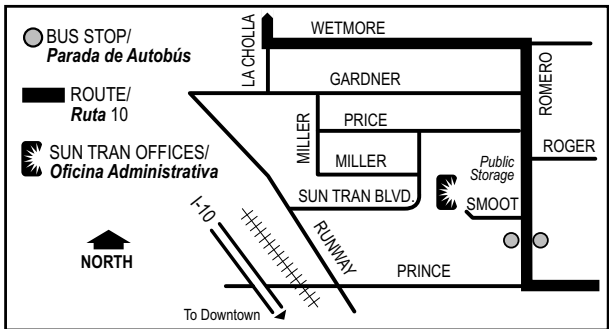 BUS STOP/
Parada de Autobús
ROUTE/
Ruta 10
SUN TRAN OFFICES/
Oficina Administrativa
NORTH
WETMORE
LA CHOLLA
GARDNER
ROMERO
MILLER
PRICE
ROGER
MILLER
Public
Storage
SUN TRAN BLVD.
SMOOT
I-10
RUNWAY
PRINCE
To Downtown